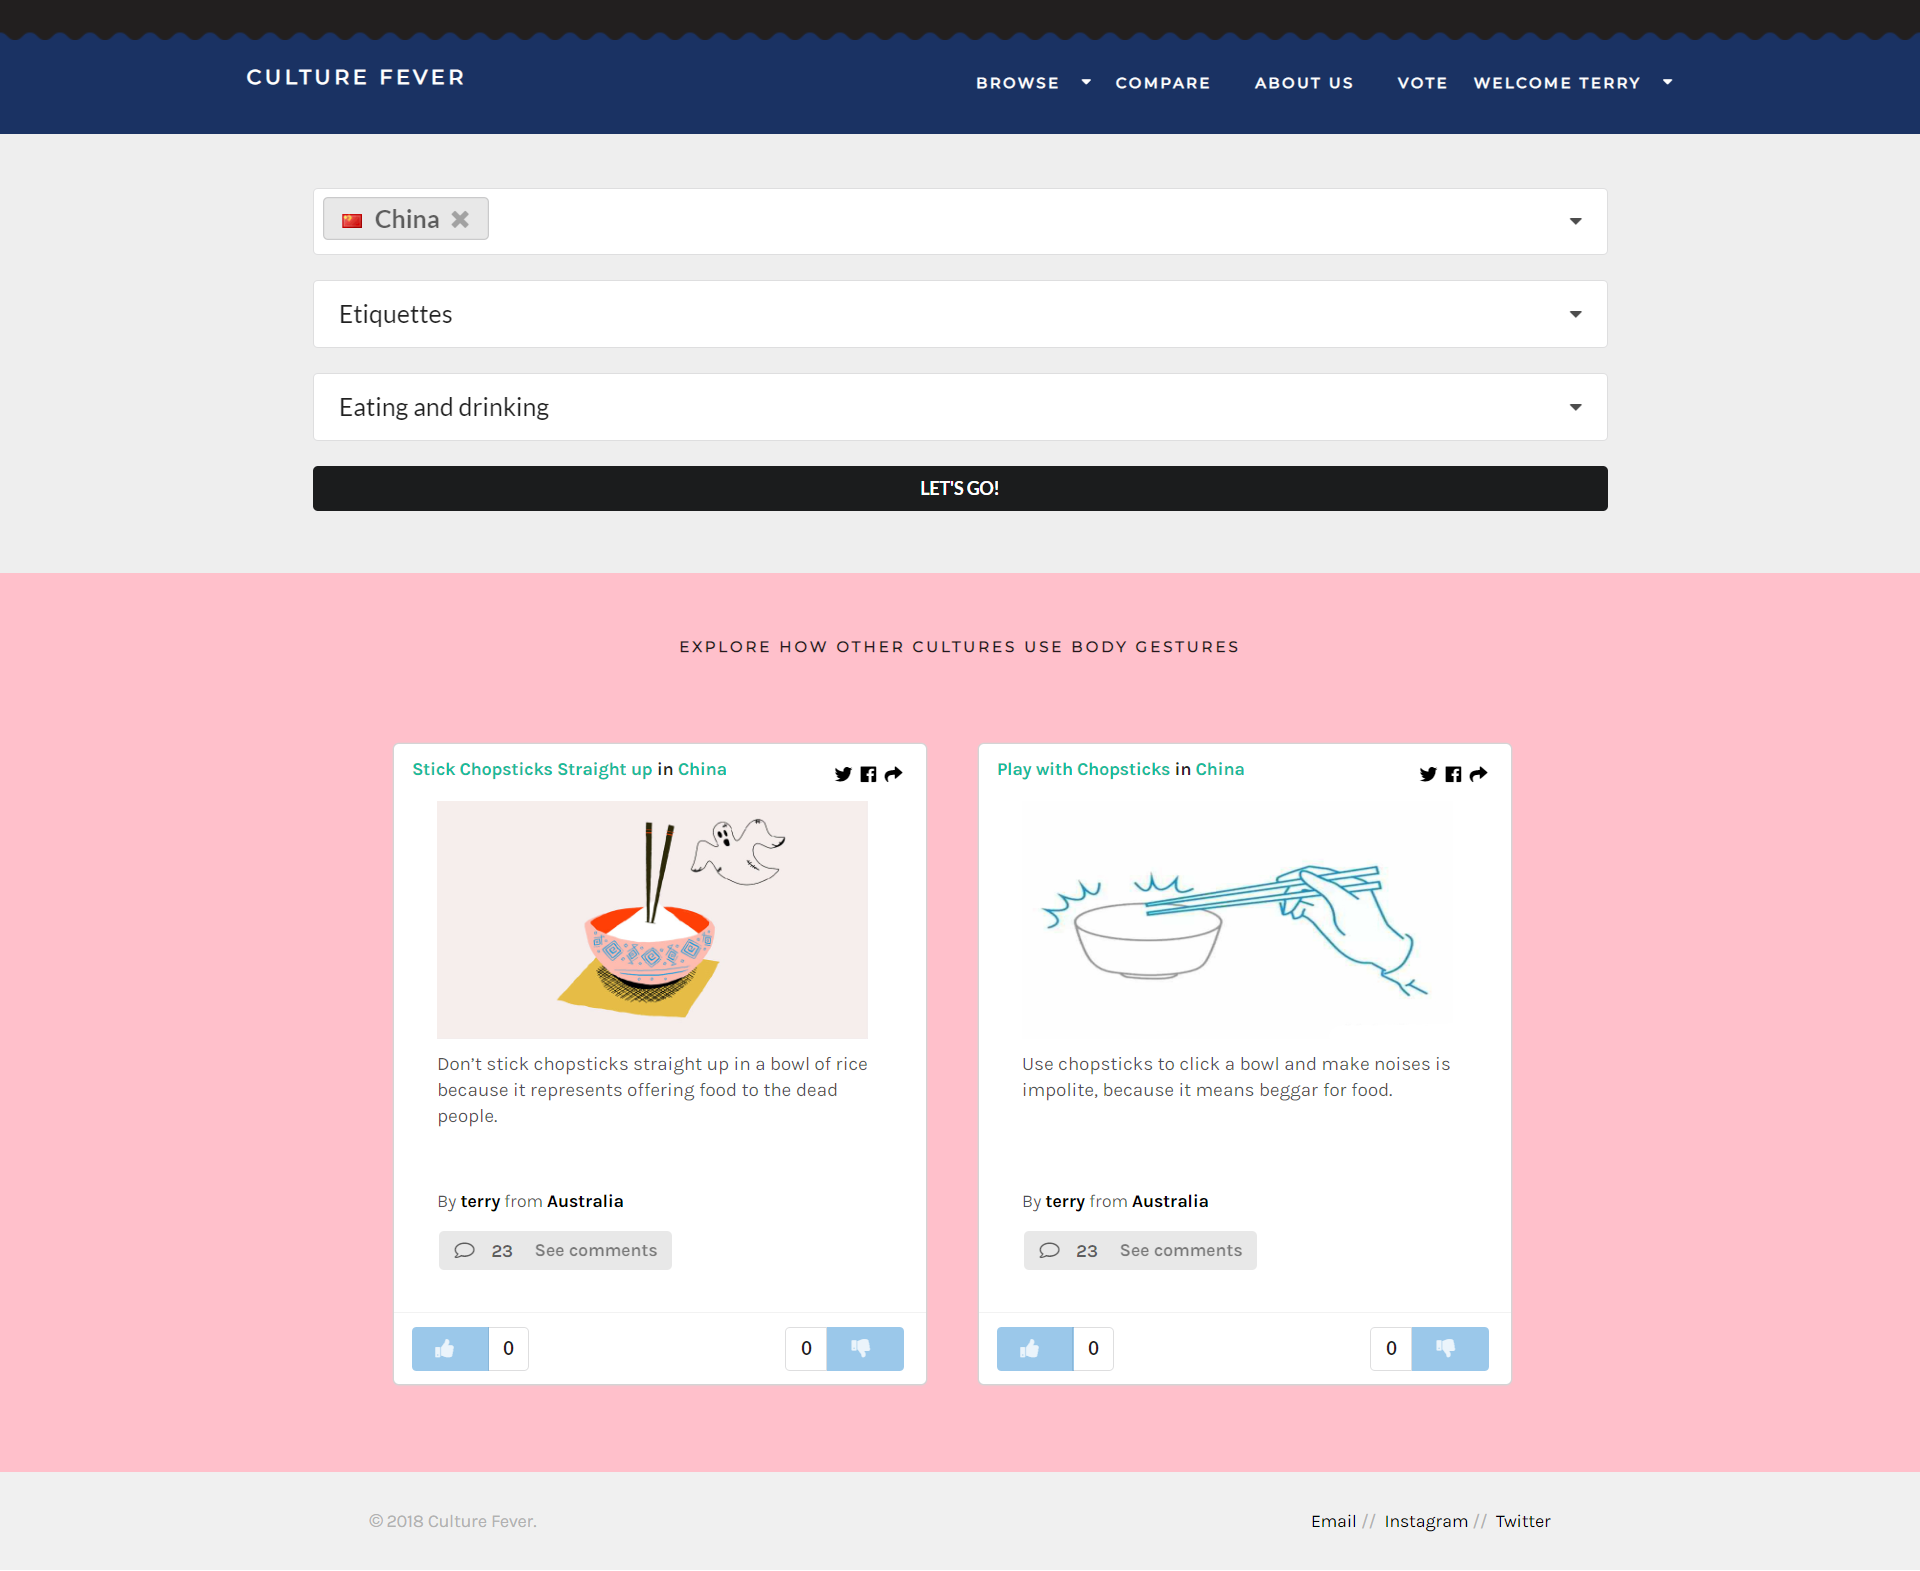 CULTURE FEVER
BROWSE COMPARE ABOUT US VOTE WELCOME TERRY
China
Etiquettes
Eating and drinking
LET'S GO!
EXPLORE HOW OTHER CULTURES USE BODY GESTURES
Stick Chopsticks Straight up in China
Don’t stick chopsticks straight up in a bowl of rice
because it represents offering food to the dead
people.
By terry from Australia
23 See comments
0 0
Play with Chopsticks in China
Use chopsticks to click a bowl and make noises is
impolite, because it means beggar for food.
By terry from Australia
23 See comments
0 0
© 2018 Culture Fever.
Email // Instagram // Twitter